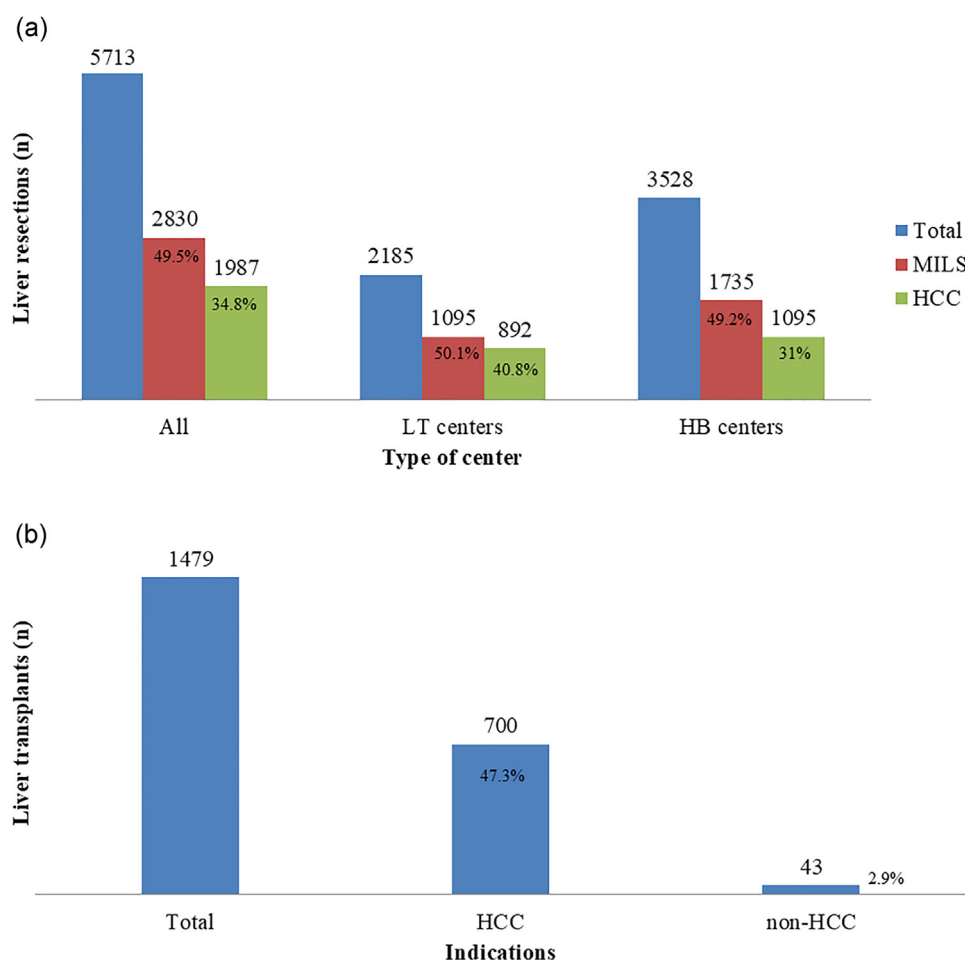 (a)
5713
2830
49.5%
1987
34.8%
2185
1095
50.1%
892
40.8%
3528
1735
49.2%
1095
31%
Liver resections (n)
Total
MILS
HCC
All
LT centers
HB centers
Type of center
(b)
1479
700
47.3%
43
2.9%
Liver transplants (n)
Total
HCC
non-HCC
Indications